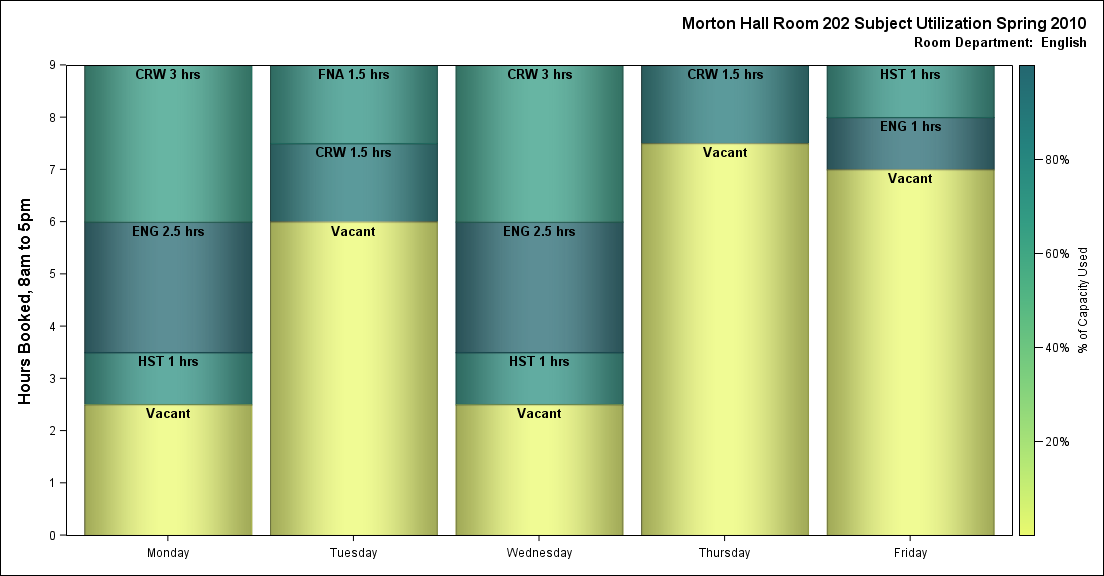 Morton Hall Room 202 Subject Utilization Spring 2010
Room Department:  English
Hours Booked, 8am to 5pm
9
8
7
6
5
4
3
2
1
0
CRW 3 hrs
ENG 2.5 hrs
HST 1 hrs
Vacant
FNA 1.5 hrs
CRW 1.5 hrs
Vacant
CRW 3 hrs
ENG 2.5 hrs
HST 1 hrs
Vacant
CRW 1.5 hrs
Vacant
HST 1 hrs
ENG 1 hrs
Vacant
Monday
Tuesday
Wednesday
Thursday
Friday
80%
60%
40%
20%
% of Capacity Used